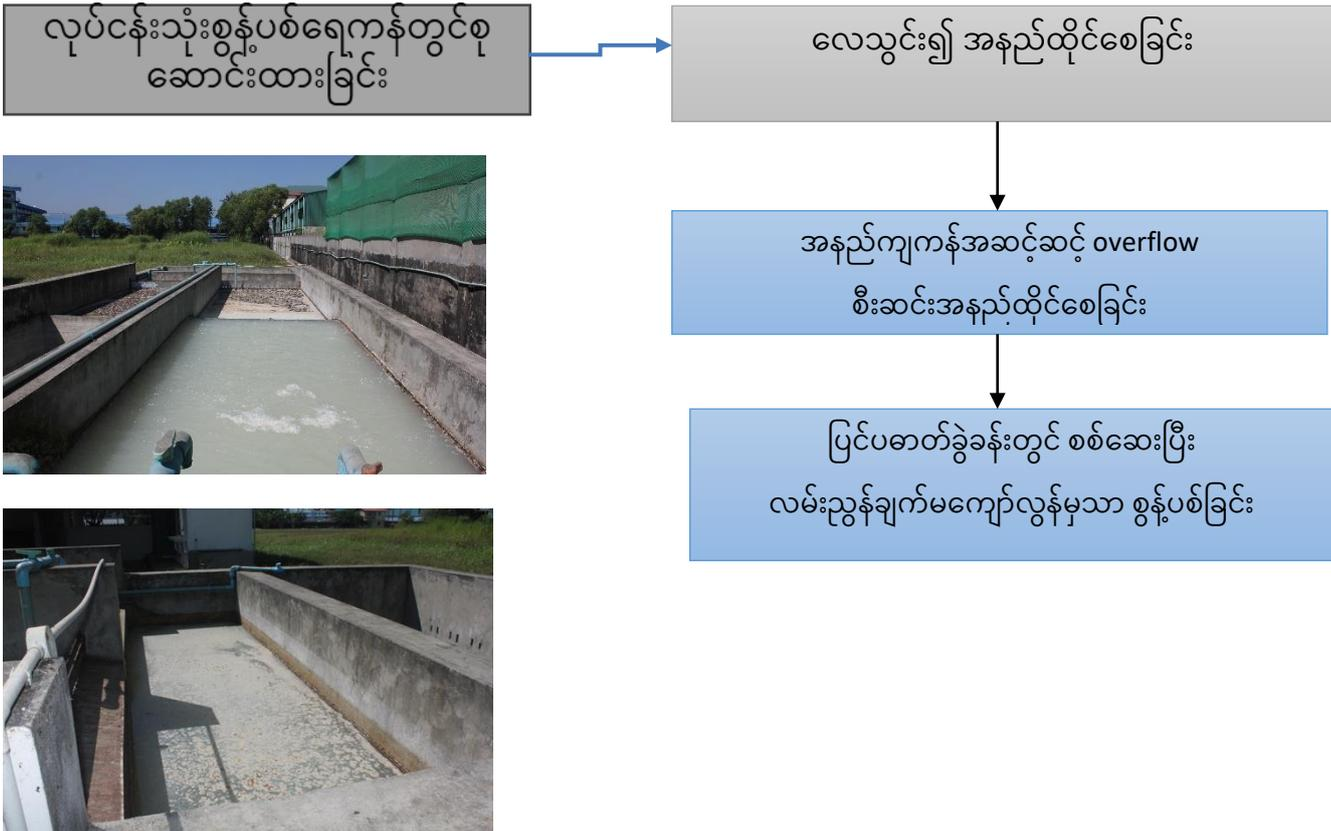 လုပ်ငန်းသုံးစွန့်ပစ်ရေကန်တွင်စု
ဆောင်းထားခြင်း
လေသွင်း၍ အနည်ထိုင်စေခြင်း
အနည်ကျကန်အဆင့်ဆင့် overflow
စီးဆင်းအနည်ထိုင်စေခြင်း
ပြင်ပဓာတ်ခွဲခန်းတွင် စစ်ဆေးပြီး
လမ်းညွှန်ချက်မကျော်လွန်မှသာ စွန့်ပစ်ခြင်း